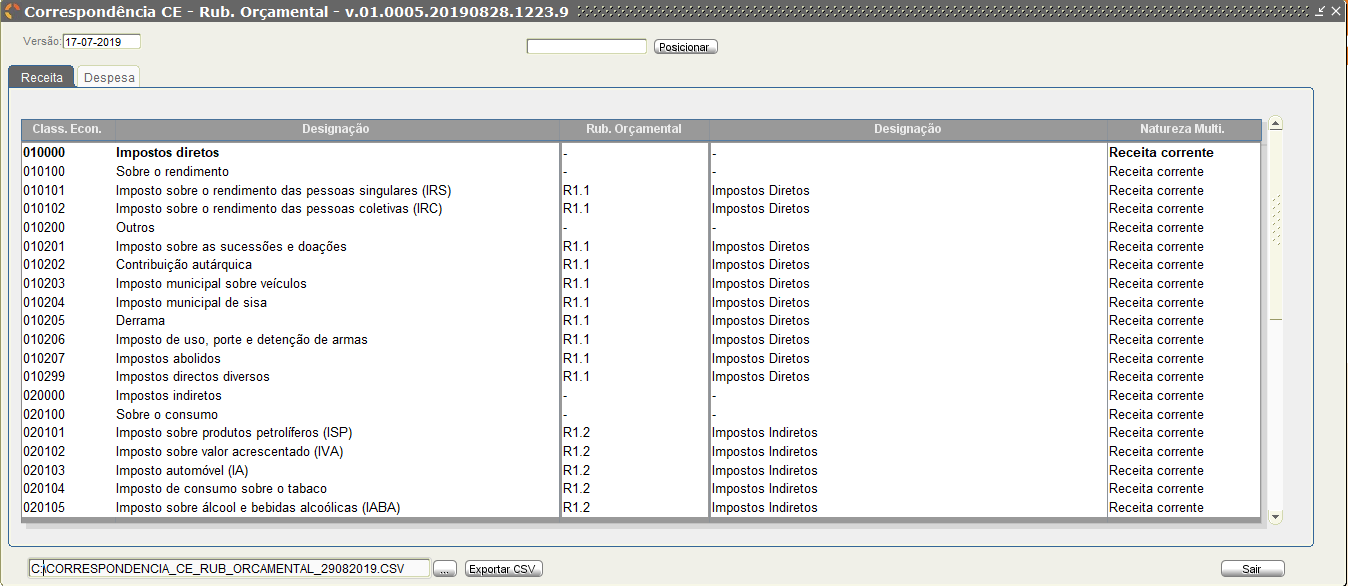 Correspondência CE - Rub. Orçamental - v.01.0005.20190828.1223.9
Versão: 17-07-2019 Posicionar
Receita Despesa
Class. Econ. Designação Rub. Orçamental Designação Natureza Multi.
010000 Impostos diretos - - Receita corrente
010100 Sobre o rendimento - - Receita corrente
010101 Imposto sobre o rendimento das pessoas singulares (IRS) R1.1 Impostos Diretos Receita corrente
010102 Imposto sobre o rendimento das pessoas coletivas (IRC) R1.1 Impostos Diretos Receita corrente
010200 Outros - - Receita corrente
010201 Imposto sobre as sucessões e doações R1.1 Impostos Diretos Receita corrente
010202 Contribuição autárquica R1.1 Impostos Diretos Receita corrente
010203 Imposto municipal sobre veículos R1.1 Impostos Diretos Receita corrente
010204 Imposto municipal de sisa R1.1 Impostos Diretos Receita corrente
010205 Derrama R1.1 Impostos Diretos Receita corrente
010206 Imposto de uso, porte e detenção de armas R1.1 Impostos Diretos Receita corrente
010207 Impostos abolidos R1.1 Impostos Diretos Receita corrente
010299 Impostos directos diversos R1.1 Impostos Diretos Receita corrente
020000 Impostos indiretos - - Receita corrente
020100 Sobre o consumo - - Receita corrente
020101 Imposto sobre produtos petrolíferos (ISP) R1.2 Impostos Indiretos Receita corrente
020102 Imposto sobre valor acrescentado (IVA) R1.2 Impostos Indiretos Receita corrente
020103 Imposto automóvel (IA) R1.2 Impostos Indiretos Receita corrente
020104 Imposto de consumo sobre o tabaco R1.2 Impostos Indiretos Receita corrente
020105 Imposto sobre álcool e bebidas alcoólicas (IABA) R1.2 Impostos Indiretos Receita corrente
C:\CORRESPONDENCIA_CE_RUB_ORCAMENTAL_29082019.CSV ... Exportar CSV Sair